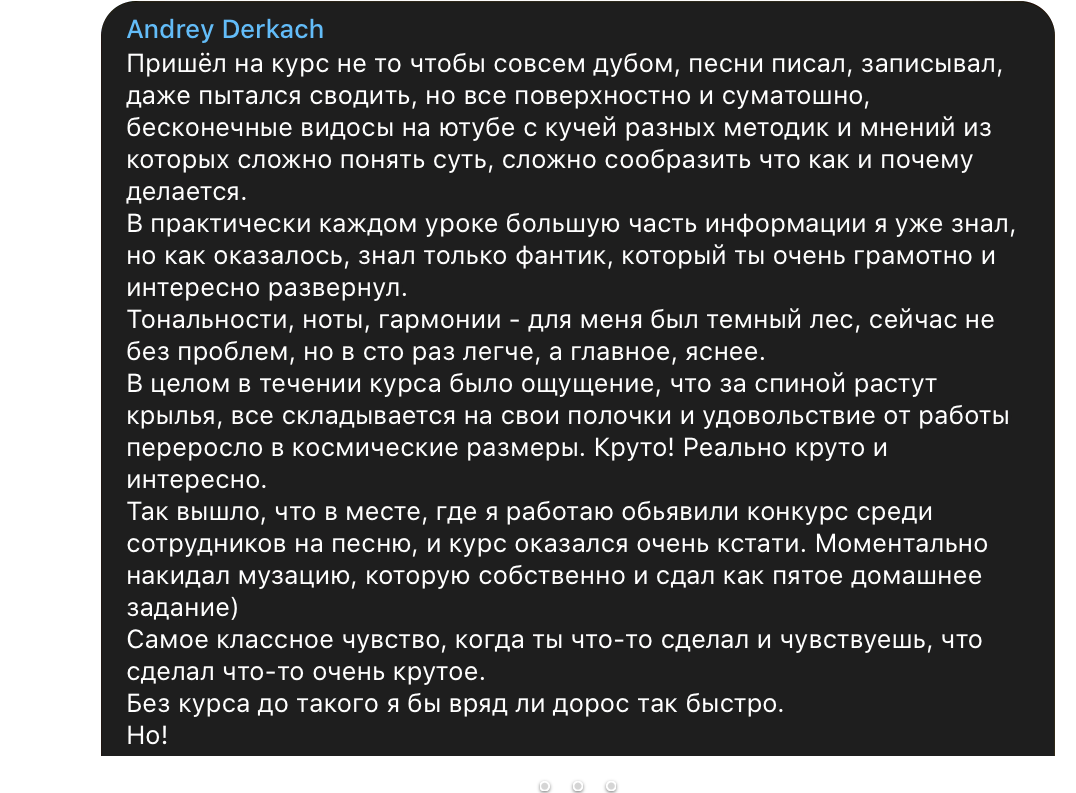 Andrey Derkach
Пришёл на курс не то чтобы совсем дубом, песни писал, записывал,
даже пытался сводить, но все поверхностно и суматошно,
бесконечные видосы на ютубе с кучей разных методик и мнений из
которых сложно понять суть, сложно сообразить что как и почему
делается.
В практически каждом уроке большую часть информации я уже знал,
но как оказалось, знал только фантик, который ты очень грамотно и
интересно развернул.
Тональности, ноты, гармонии - для меня был темный лес, сейчас не
без проблем, но в сто раз легче, а главное, яснее.
В целом в течении курса было ощущение, что за спиной растут
крылья, все складывается на свои полочки и удовольствие от работы
переросло в космические размеры. Круто! Реально круто и
интересно.
Так вышло, что в месте, где я работаю обьявили конкурс среди
сотрудников на песню, и курс оказался очень кстати. Моментально
накидал музацию, которую собственно и сдал как пятое домашнее
задание)
Самое классное чувство, когда ты что-то сделал и чувствуешь, что
сделал что-то очень крутое.
Без курса до такого я бы вряд ли дорос так быстро.
Но!